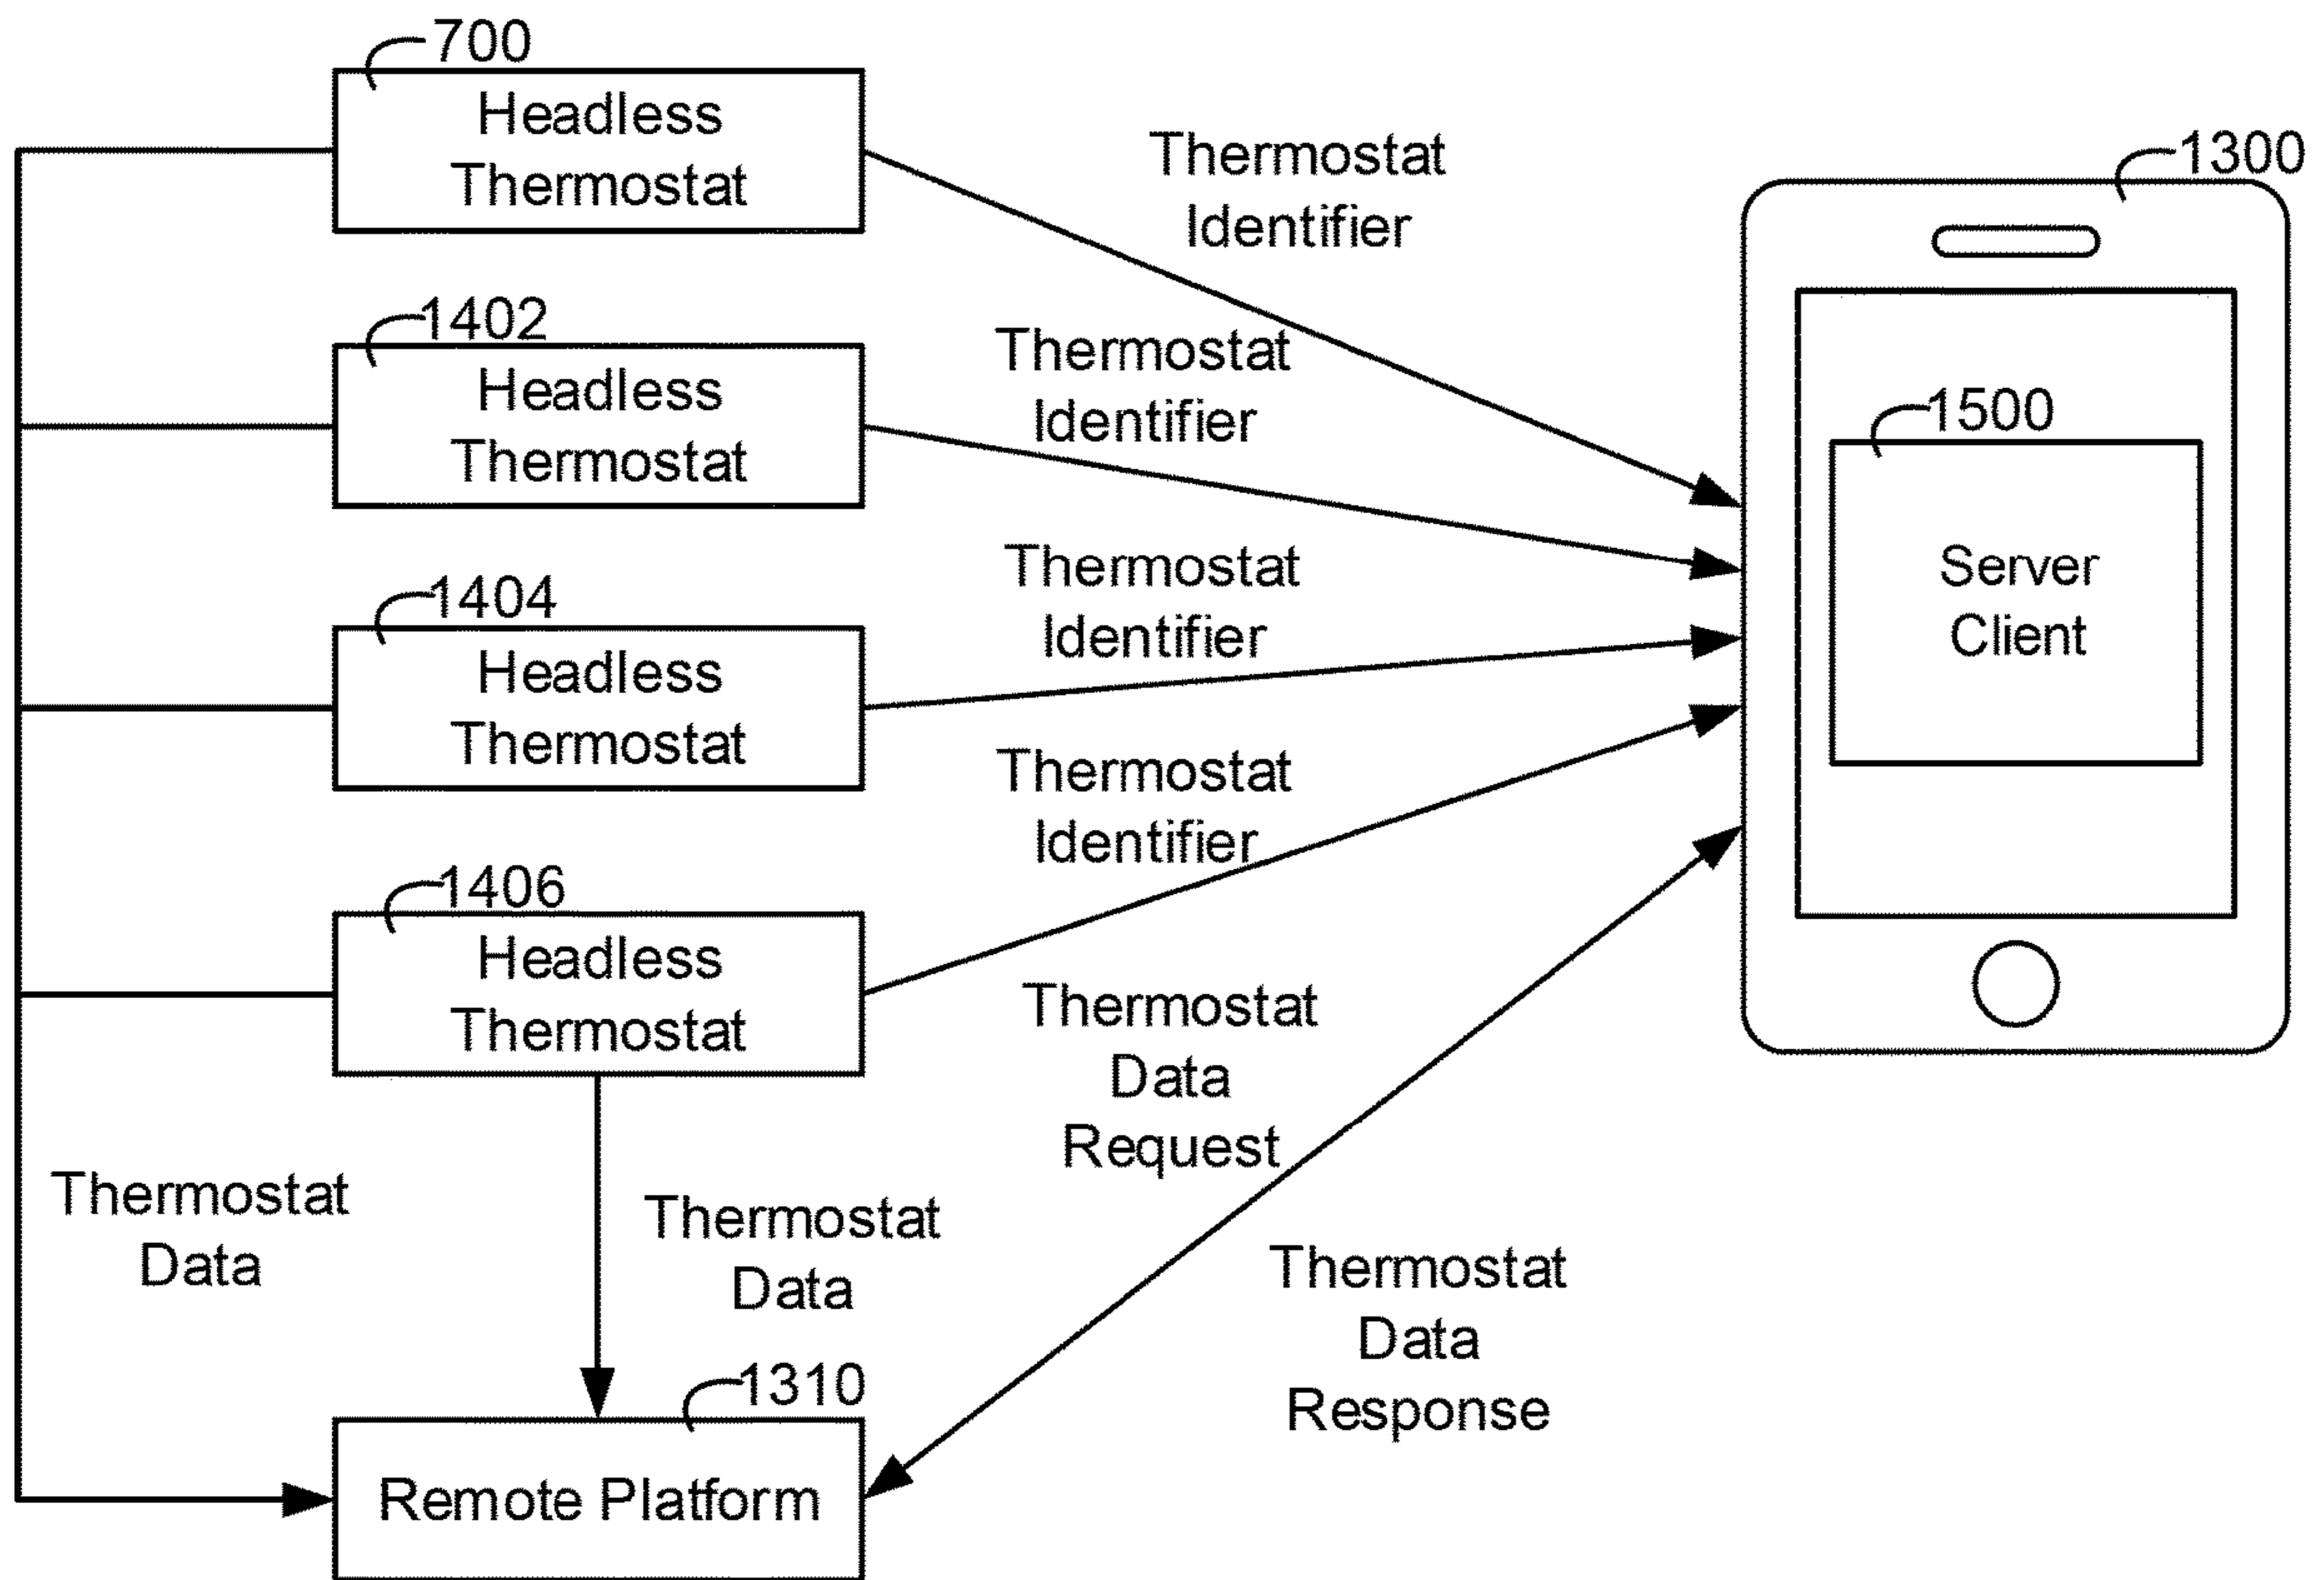 700
Headless
Thermostat
Thermostat
Identifier
1300
1402
Headless
Thermostat
Thermostat
Identifier
1500
Server
Client
1404
Headless
Thermostat
Thermostat
Identifier
1406
Headless
Thermostat
Thermostat
Identifier
Thermostat
Data
Request
Thermostat
Data
Thermostat
Data
Thermostat
Data
Response
1310
Remote Platform